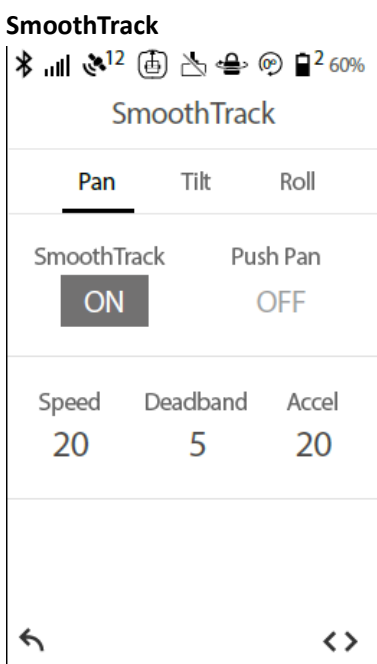 SmoothTrack
12 0° 2 60%
SmoothTrack
Pan Tilt Roll
SmoothTrack Push Pan
ON OFF
Speed Deadband Accel
20 5 20